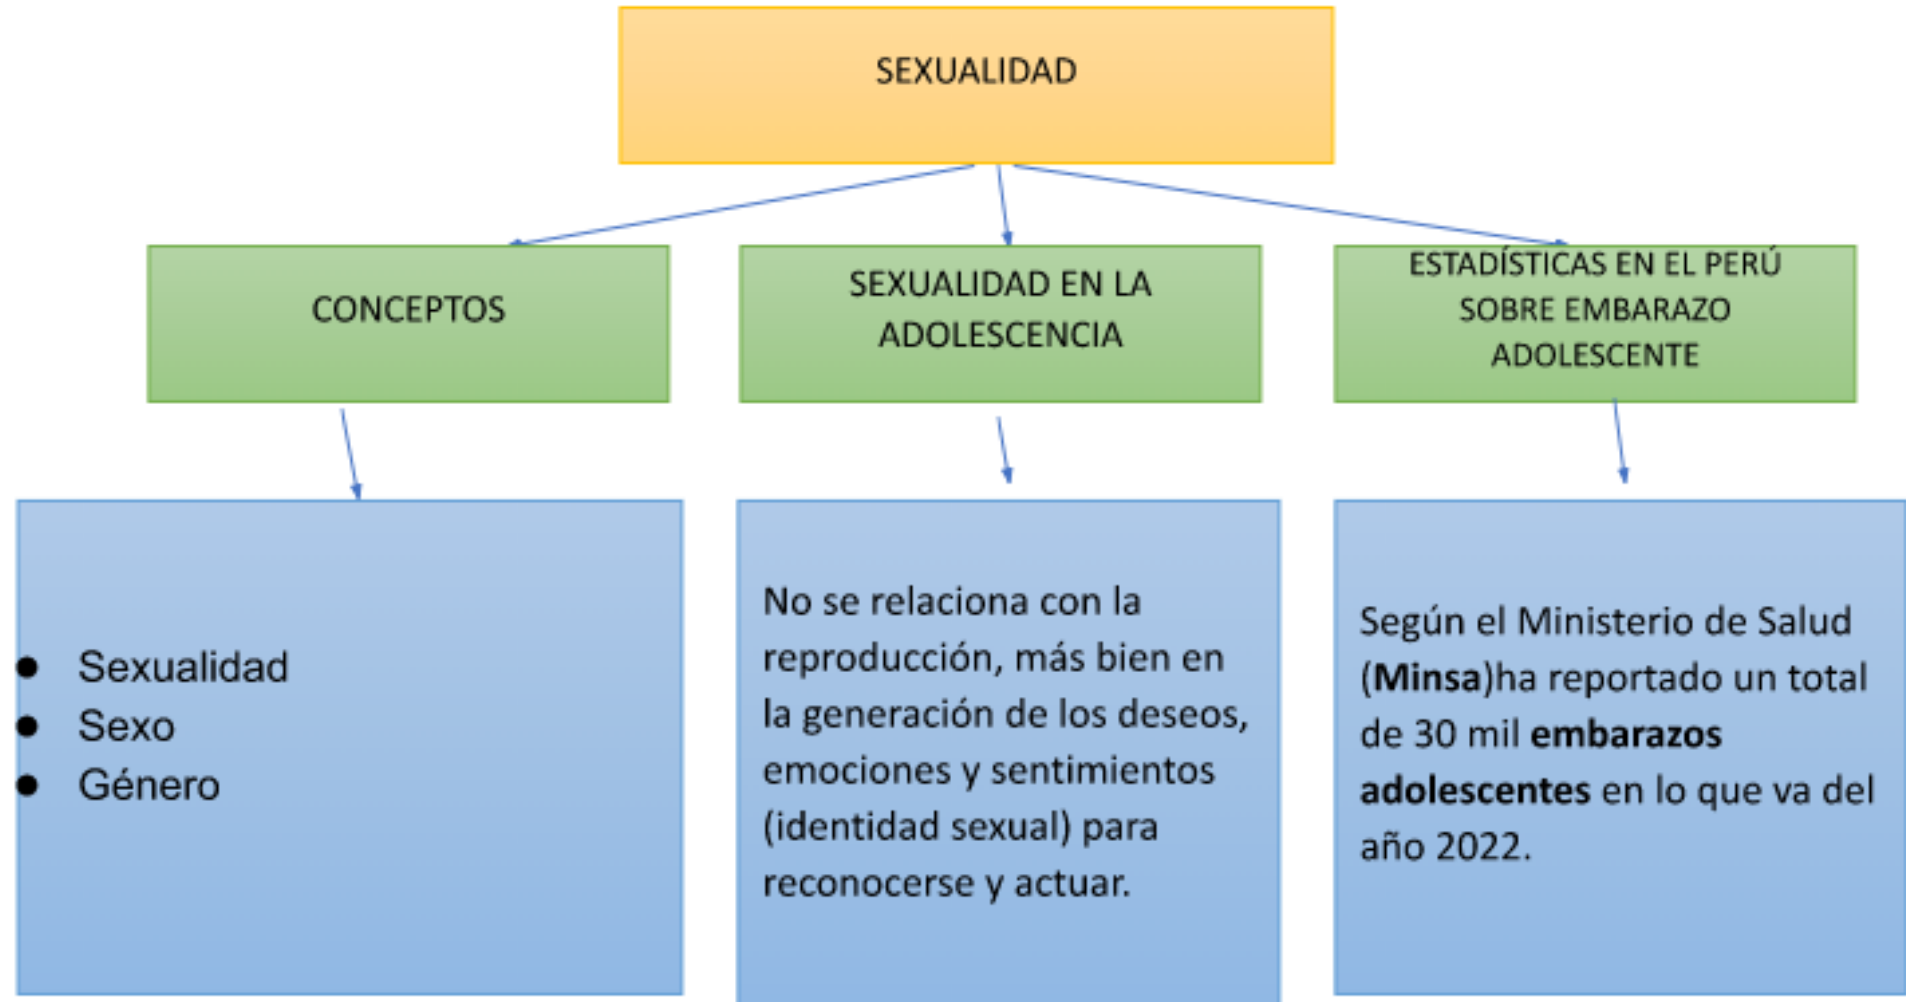 SEXUALIDAD
CONCEPTOS
SEXUALIDAD EN LA
ADOLESCENCIA
ESTADÍSTICAS EN EL PERÚ
SOBRE EMBARAZO
ADOLESCENTE
● Sexualidad
● Sexo
● Género
No se relaciona con la
reproducción, más bien en
la generación de los deseos,
emociones y sentimientos
(identidad sexual) para
reconocerse y actuar.
Según el Ministerio de Salud
(Minsa)ha reportado un total
de 30 mil embarazos
adolescentes en lo que va del
año 2022.